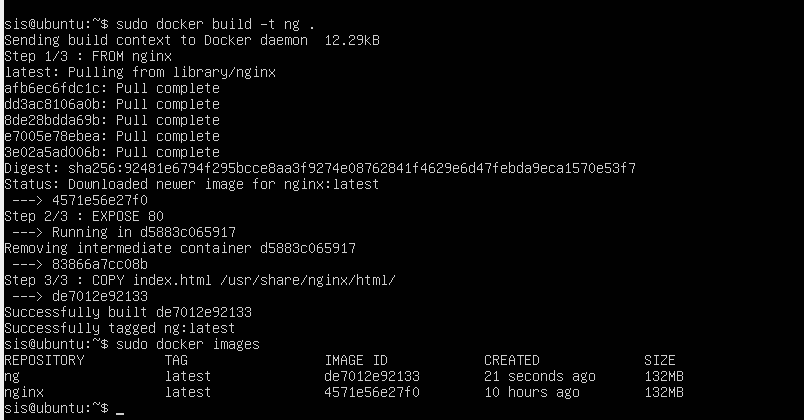 sis@ubuntu:~$ sudo docker build -t ng .
Sending build context to Docker daemon  12.29kB
Step 1/3 : FROM nginx
latest: Pulling from library/nginx
afb6ec6fdc1c: Pull complete
dd3ac8106a0b: Pull complete
8de28bdda69b: Pull complete
e7005e78ebea: Pull complete
3e02a5ad006b: Pull complete
Digest: sha256:92481e6794f295bcce8aa3f9274e08762841f4629e6d47febda9eca1570e53f7
Status: Downloaded newer image for nginx:latest
 ---> 4571e56e27f0
Step 2/3 : EXPOSE 80
 ---> Running in d5883c065917
Removing intermediate container d5883c065917
 ---> 83866a7cc08b
Step 3/3 : COPY index.html /usr/share/nginx/html/
 ---> de7012e92133
Successfully built de7012e92133
Successfully tagged ng:latest
sis@ubuntu:~$ sudo docker images
REPOSITORY          TAG                 IMAGE ID            CREATED             SIZE
ng                  latest              de7012e92133        21 seconds ago      132MB
nginx               latest              4571e56e27f0        10 hours ago        132MB
sis@ubuntu:~$ _